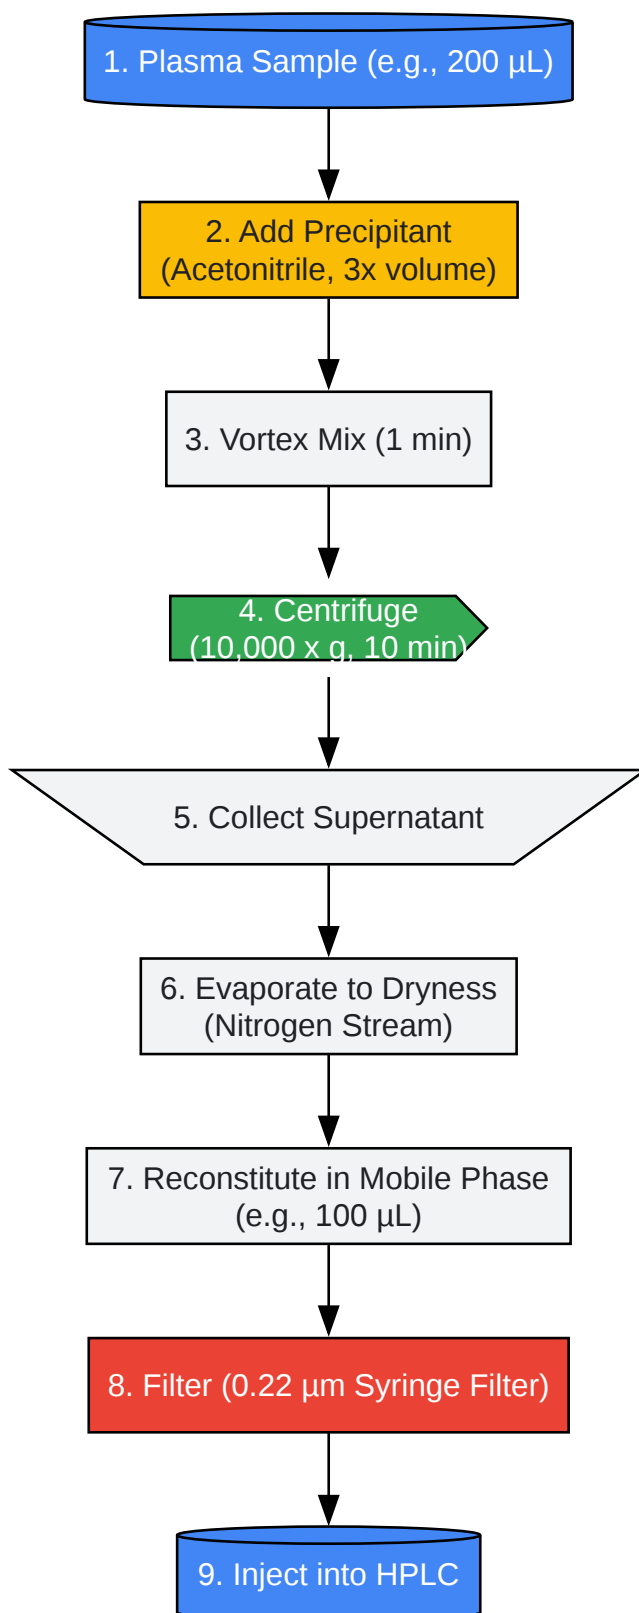 1. Plasma Sample (e.g., 200 µL)
2. Add Precipitant
(Acetonitrile, 3x volume)
3. Vortex Mix (1 min)
4. Centrifuge
(10,000 x g, 10 min)
5. Collect Supernatant
6. Evaporate to Dryness
(Nitrogen Stream)
7. Reconstitute in Mobile Phase
(e.g., 100 µL)
8. Filter (0.22 µm Syringe Filter)
9. Inject into HPLC